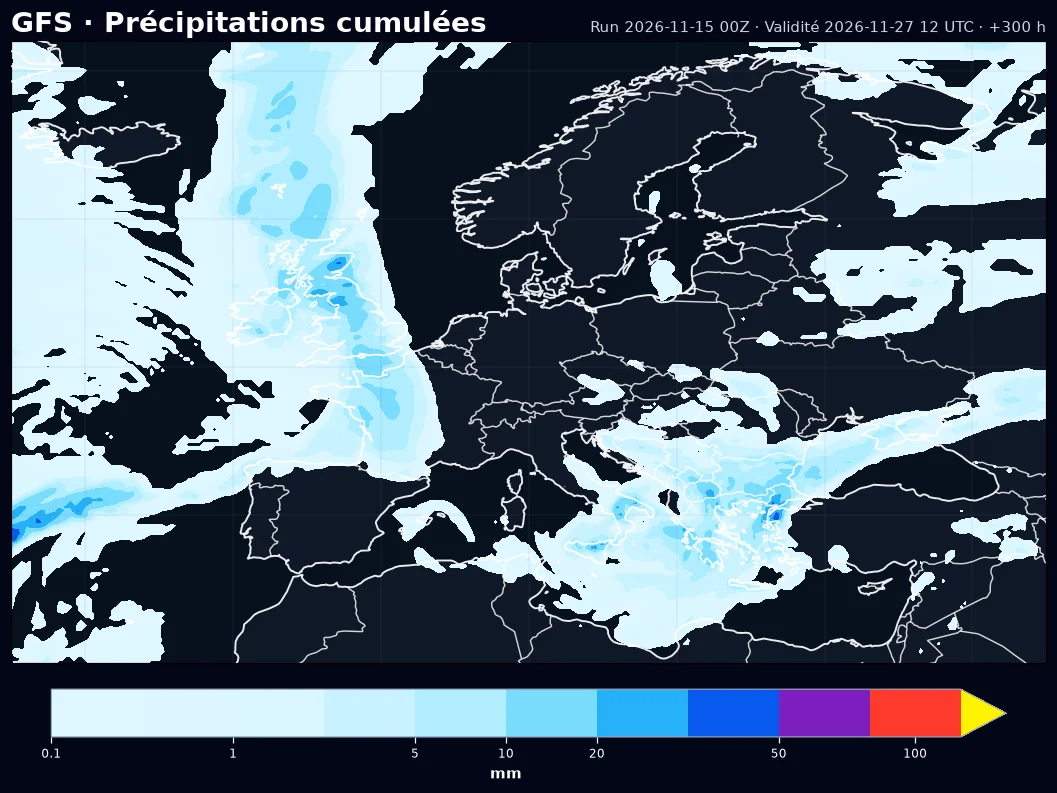 GFS · Précipitations cumulées
Run 2026-11-15 00Z · Validité 2026-11-27 12 UTC · +300 h
0.1 1 5 10 20 50 100
mm